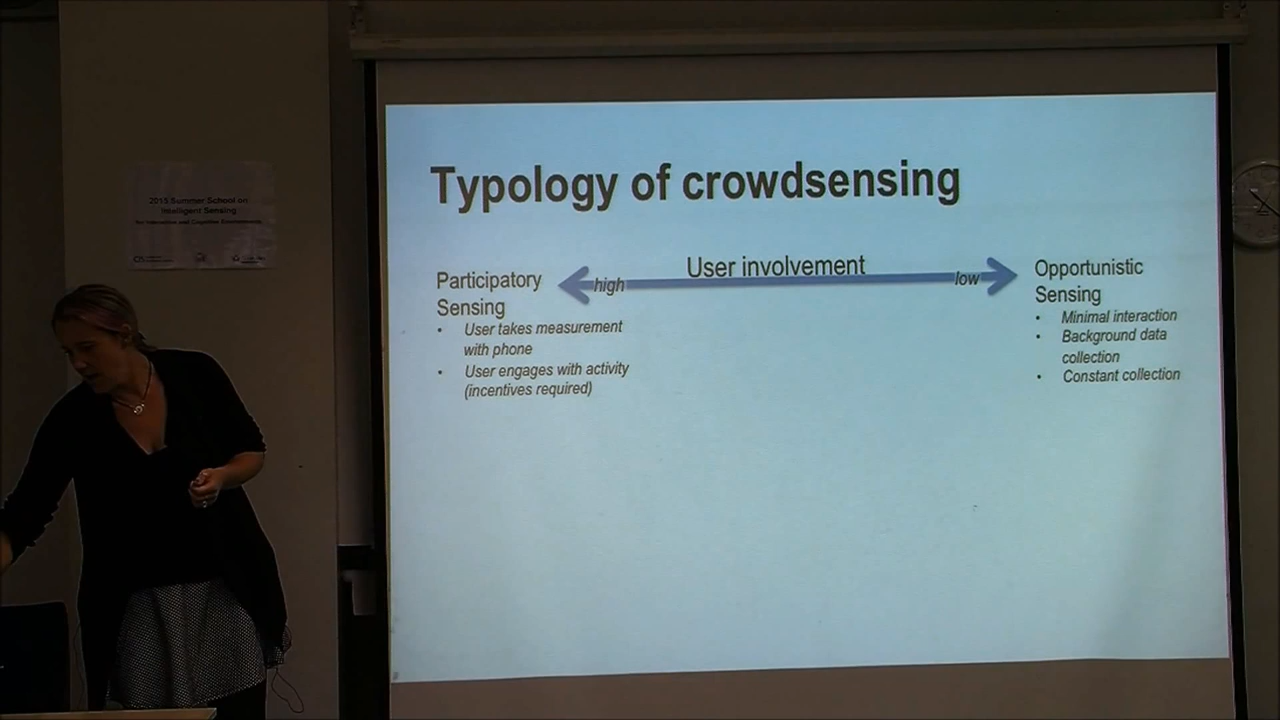 2015 Summer School on
Intelligent Sensing
Typology of crowdsensing
User involvement
high
low
Participatory
Sensing
• User takes measurement
with phone
• User engages with activity
(incentives required)
Opportunistic
Sensing
• Minimal interaction
• Background data
collection
• Constant collection